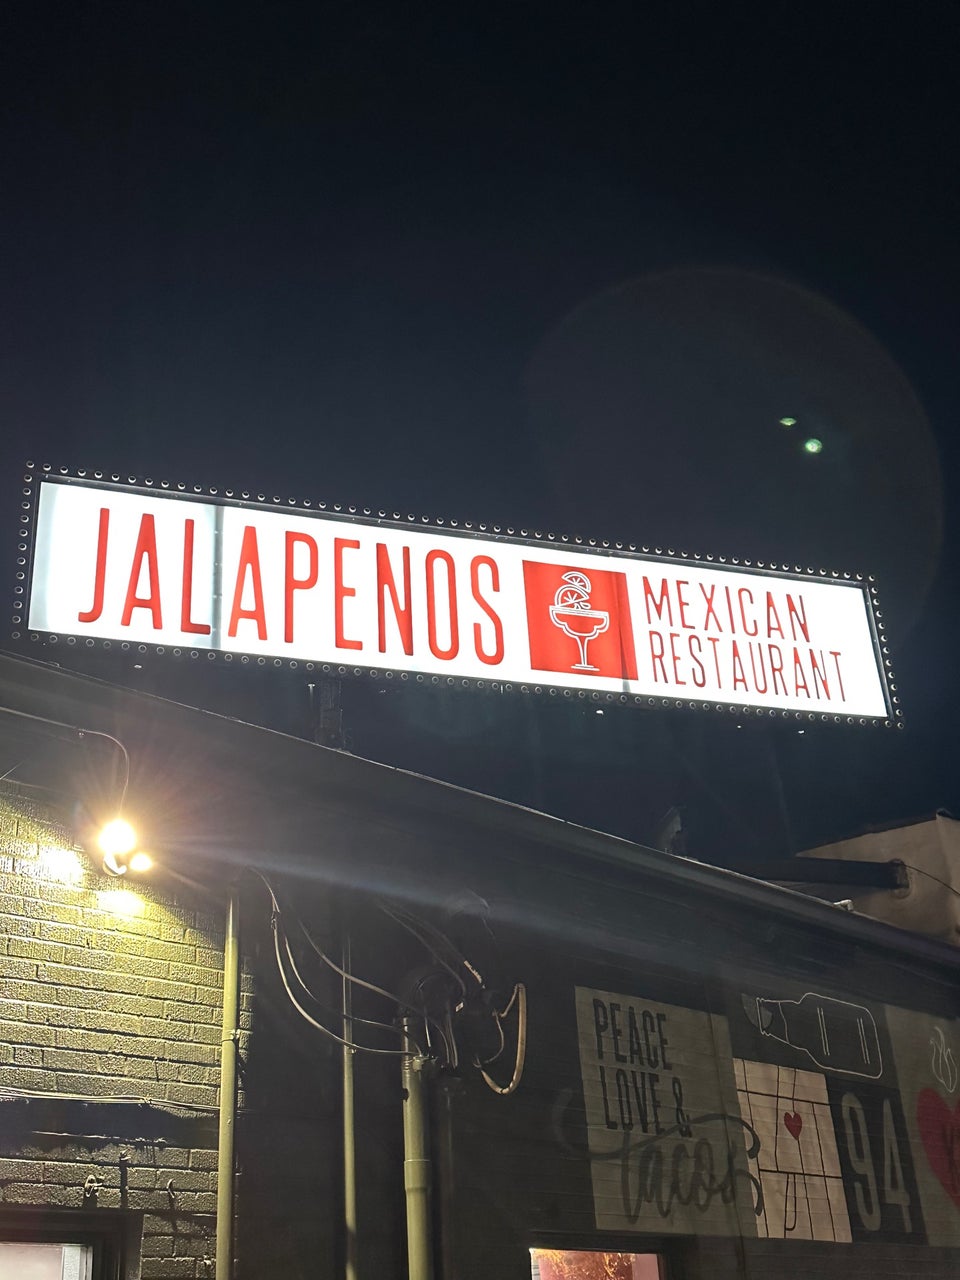 JALAPENOS
MEXICAN
RESTAURANT
PEACE
LOVE &
tacos
94